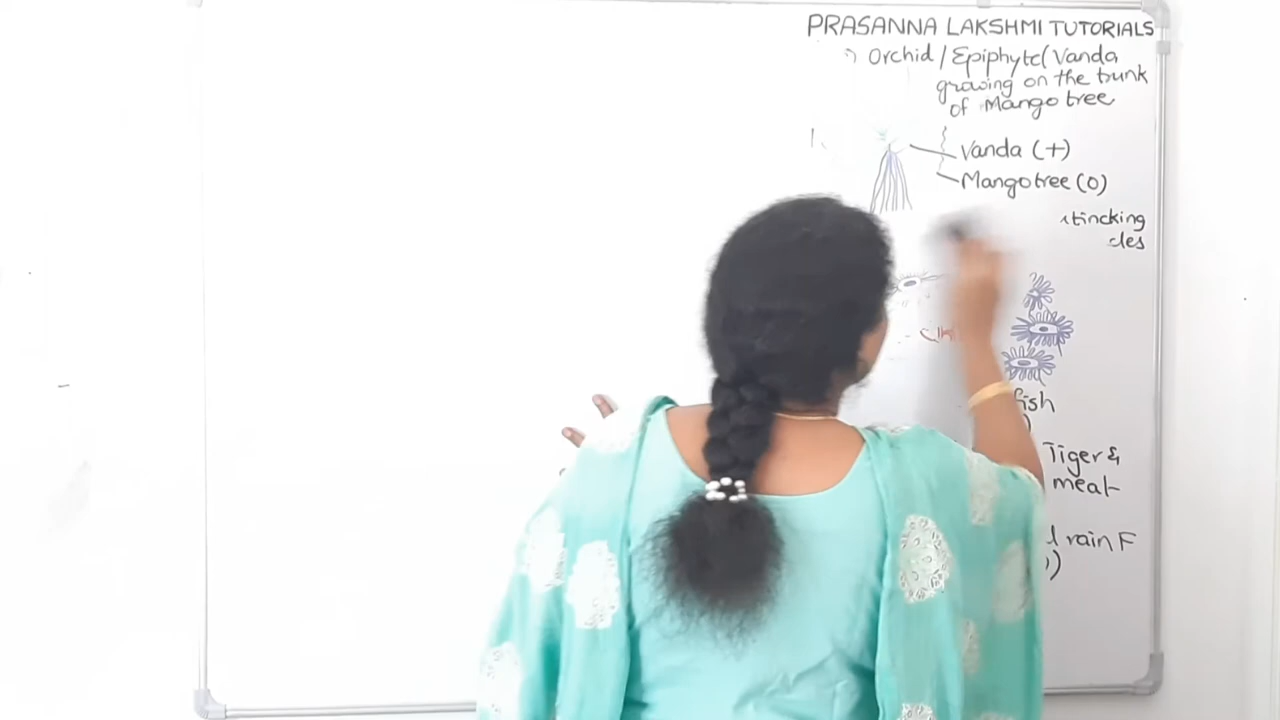 PRASANNA LAKSHMI TUTORIALS
Orchid / Epiphyte (Vanda
growing on the trunk
of Mango tree
Vanda (+)
Mango tree (0)
stincking
cles
fish
)
Tiger &
meat
l rain F
))